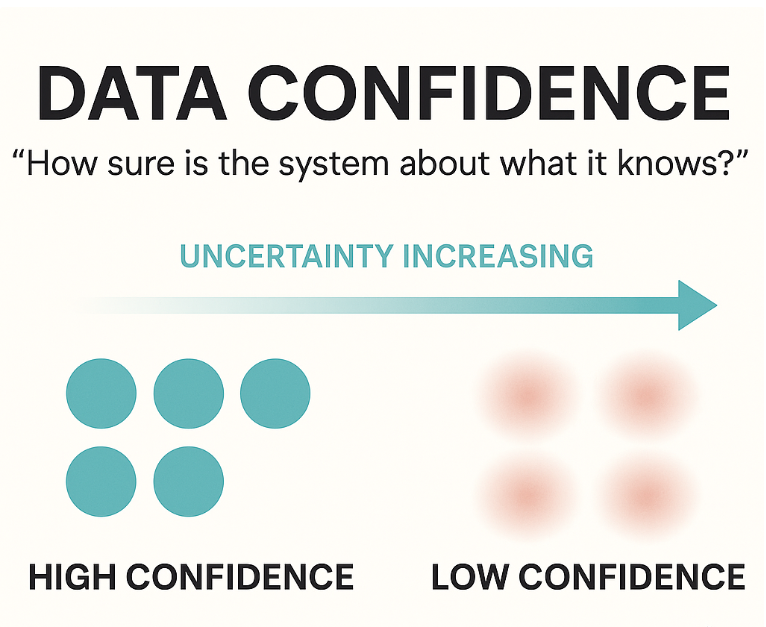 DATA CONFIDENCE
“How sure is the system about what it knows?”
UNCERTAINTY INCREASING
HIGH CONFIDENCE
LOW CONFIDENCE